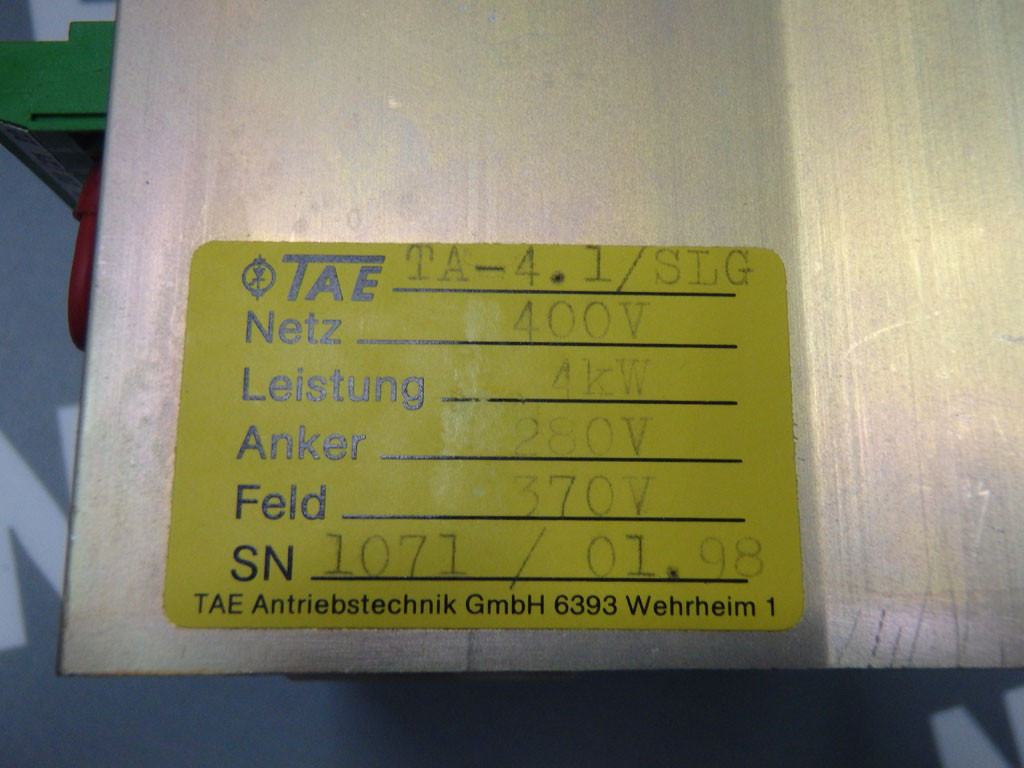 TAE TA-4.1/SLG
Netz 400V
Leistung 4kW
Anker 280V
Feld 370V
SN 1071 / 01.98
TAE Antriebstechnik GmbH 6393 Wehrheim 1